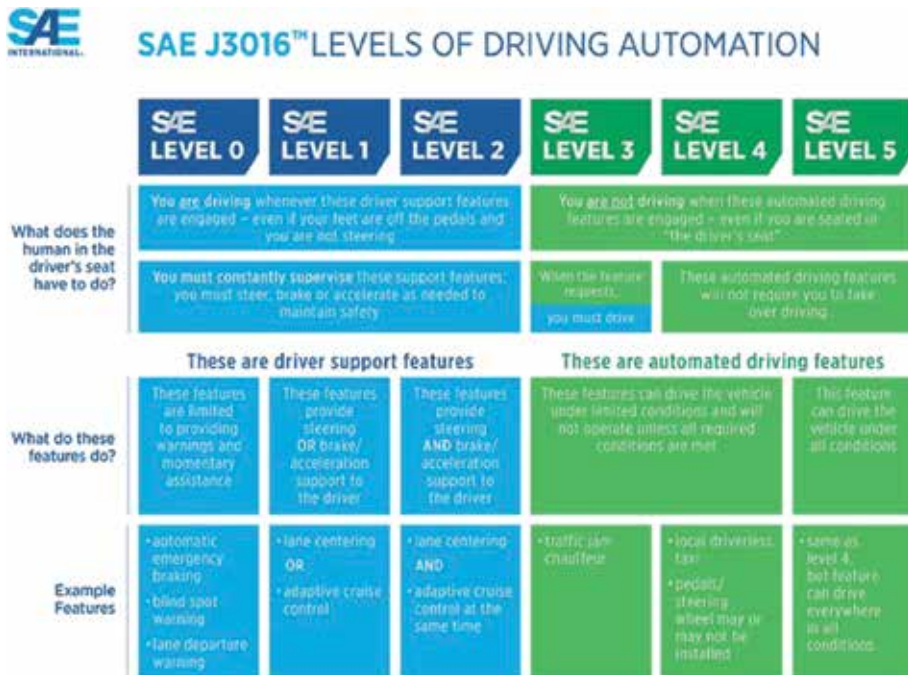 SAE
INTERNATIONAL.
SAE J3016™ LEVELS OF DRIVING AUTOMATION
SAE
LEVEL 0
SAE
LEVEL 1
SAE
LEVEL 2
SAE
LEVEL 3
SAE
LEVEL 4
SAE
LEVEL 5
What does the
human in the
driver's seat
have to do?
You are driving whenever these driver support features
are engaged – even if your feet are off the pedals and
you are not steering
You are not driving when these automated driving
features are engaged – even if you are seated in
"the driver's seat"
You must constantly supervise these support features;
you must steer, brake or accelerate as needed to
maintain safety
When the feature
requests,
you must drive
These automated driving features
will not require you to take
over driving
These are driver support features
These are automated driving features
What do these
features do?
These features
are limited
to providing
warnings and
momentary
assistance
These features
provide
steering
OR brake/
acceleration
support to
the driver
These features
provide
steering
AND brake/
acceleration
support to
the driver
These features can drive the vehicle
under limited conditions and will
not operate unless all required
conditions are met
This feature
can drive the
vehicle under
all conditions
Example
Features
• automatic
emergency
braking
• blind spot
warning
• lane departure
warning
• lane centering
OR
• adaptive cruise
control
• lane centering
AND
• adaptive cruise
control at the
same time
• traffic jam
chauffeur
• local driverless
taxi
• pedals/
steering
wheel may or
may not be
installed
• same as
level 4,
but feature
can drive
everywhere
in all
conditions